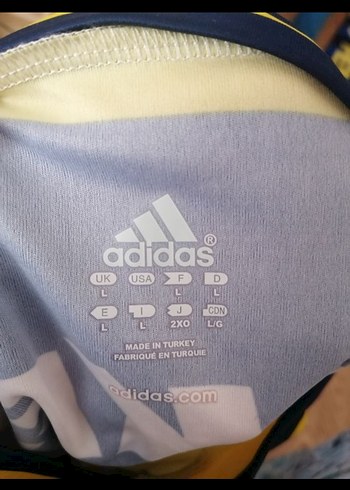 adidas®
UK USA F D
L L L L
E I J CDN
L L 2XO L/G
MADE IN TURKEY
FABRIQUÉ EN TURQUIE
adidas.com